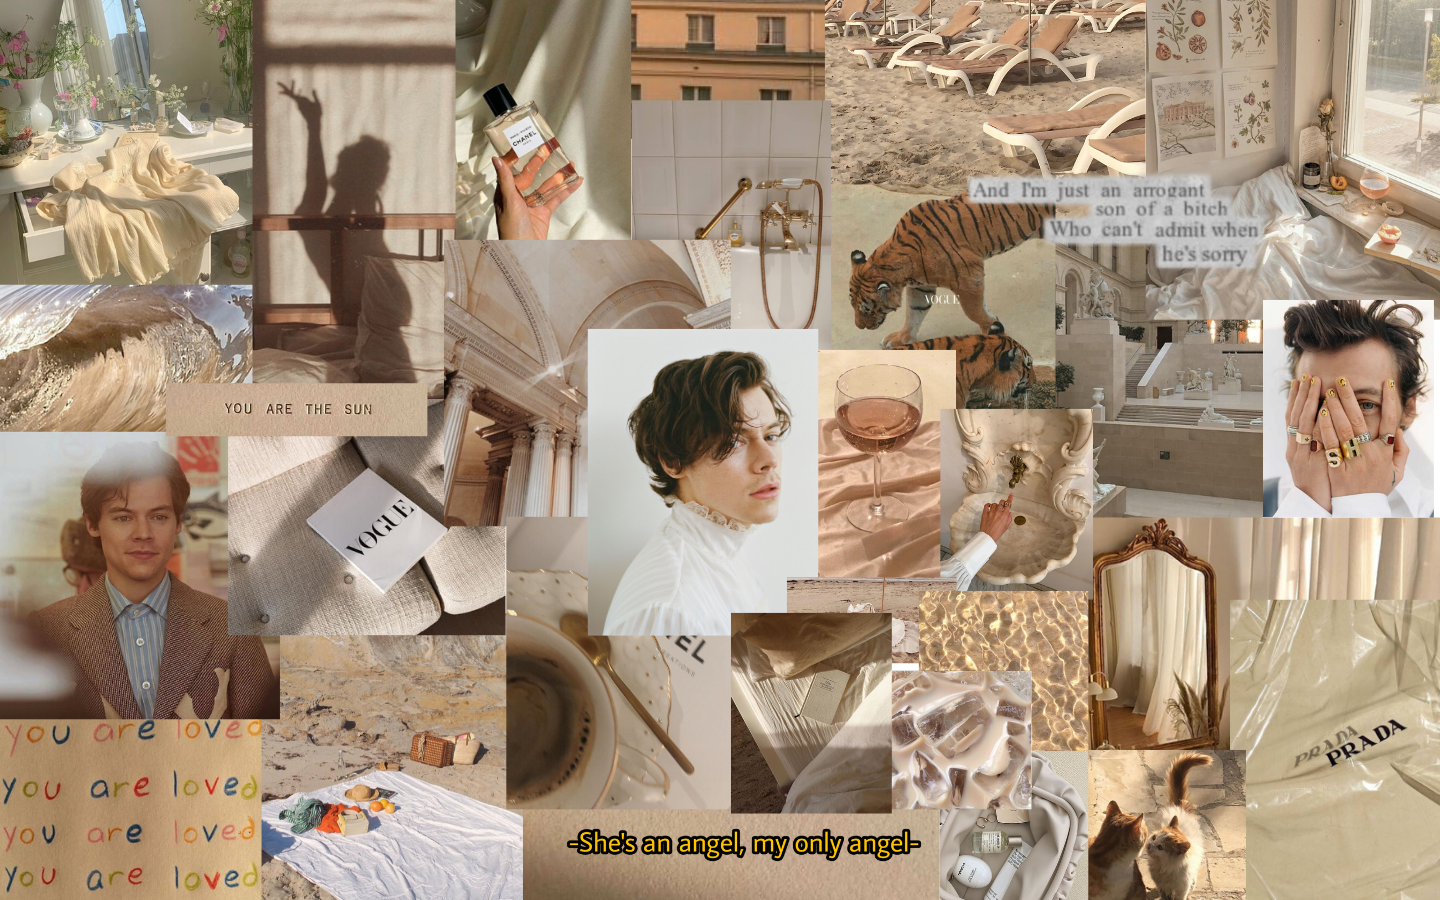 CHANEL
And I'm just an arrogant
son of a bitch
Who can't admit when
he's sorry
VOGUE
YOU ARE THE SUN
VOGUE
S H
EL
PRADA
PRADA
you are loved
you are loved
you are loved
you are loved
-She's an angel, my only angel-